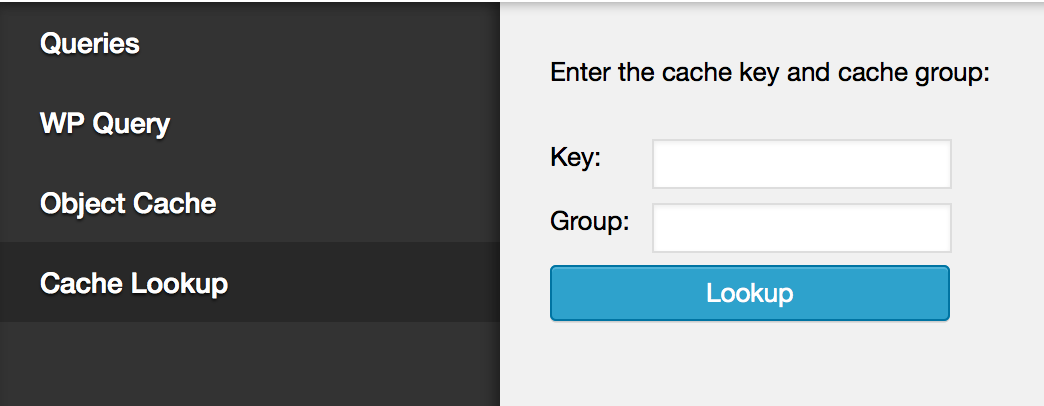 Queries
WP Query
Object Cache
Cache Lookup
Enter the cache key and cache group:
Key:
Group:
Lookup